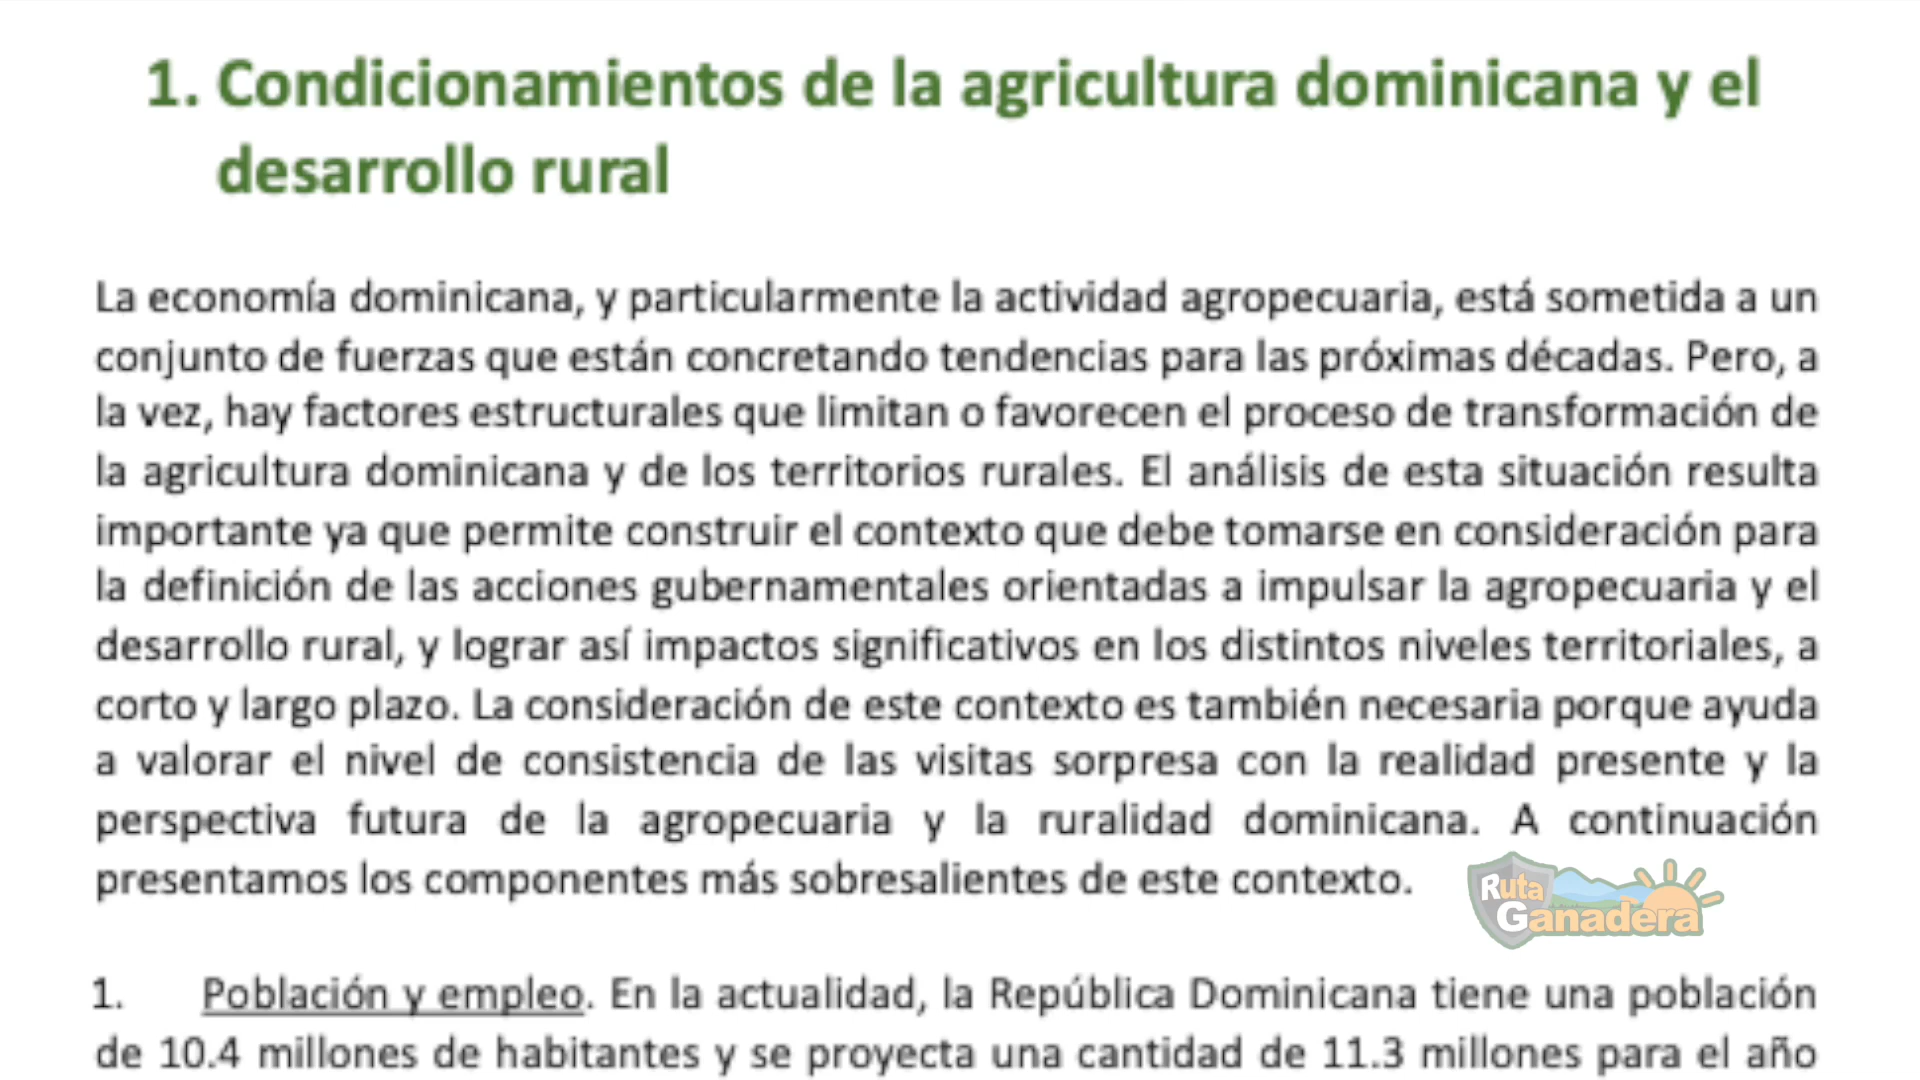 1. Condicionamientos de la agricultura dominicana y el
desarrollo rural
La economía dominicana, y particularmente la actividad agropecuaria, está sometida a un
conjunto de fuerzas que están concretando tendencias para las próximas décadas. Pero, a
la vez, hay factores estructurales que limitan o favorecen el proceso de transformación de
la agricultura dominicana y de los territorios rurales. El análisis de esta situación resulta
importante ya que permite construir el contexto que debe tomarse en consideración para
la definición de las acciones gubernamentales orientadas a impulsar la agropecuaria y el
desarrollo rural, y lograr así impactos significativos en los distintos niveles territoriales, a
corto y largo plazo. La consideración de este contexto es también necesaria porque ayuda
a valorar el nivel de consistencia de las visitas sorpresa con la realidad presente y la
perspectiva futura de la agropecuaria y la ruralidad dominicana. A continuación
presentamos los componentes más sobresalientes de este contexto.
Ruta
Ganadera
1. Población y empleo. En la actualidad, la República Dominicana tiene una población
de 10.4 millones de habitantes y se proyecta una cantidad de 11.3 millones para el año